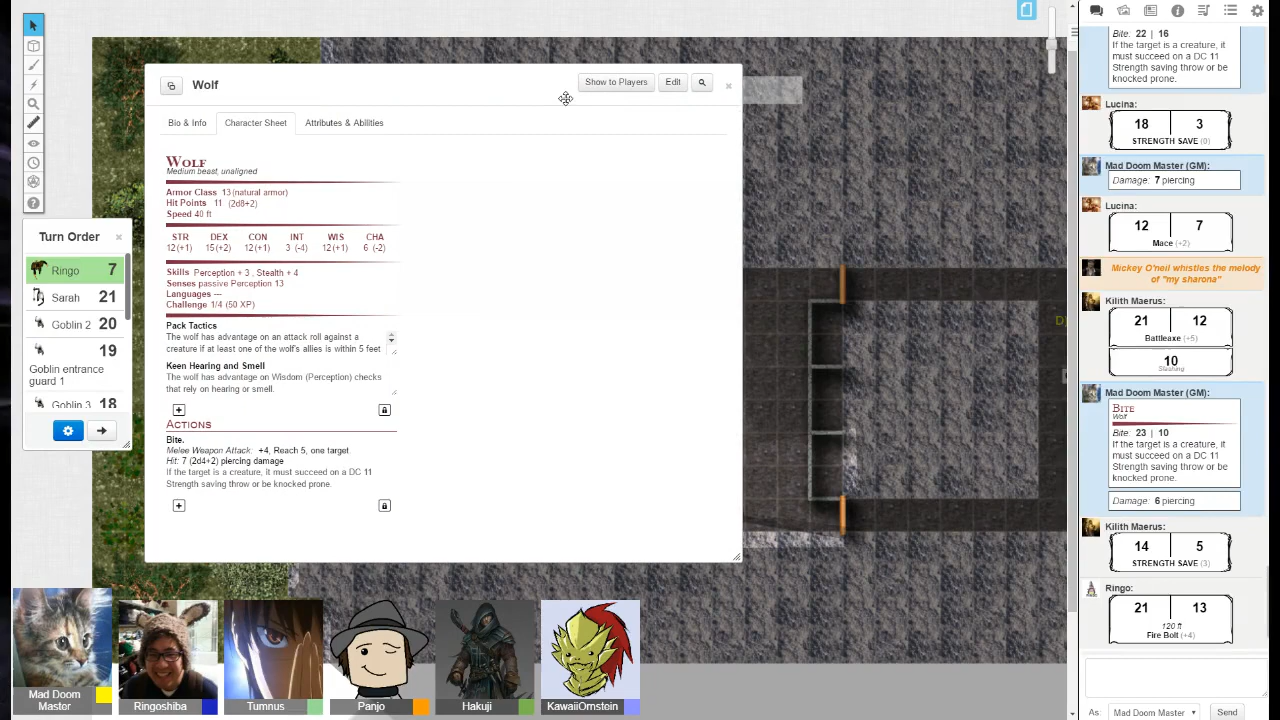 Wolf
Show to Players
Edit
Bio & Info
Character Sheet
Attributes & Abilities
Wolf
Medium beast, unaligned
Armor Class 13 (natural armor)
Hit Points 11 (2d8+2)
Speed 40 ft
STR DEX CON INT WIS CHA
12(+1) 15(+2) 12(+1) 3 (-4) 12(+1) 6 (-2)
Skills Perception + 3 , Stealth + 4
Senses passive Perception 13
Languages —
Challenge 1/4 (50 XP)
Pack Tactics
The wolf has advantage on an attack roll against a
creature if at least one of the wolf's allies is within 5 feet
Keen Hearing and Smell
The wolf has advantage on Wisdom (Perception) checks
that rely on hearing or smell.
Actions
Bite.
Melee Weapon Attack: +4, Reach 5, one target
Hit: 7 (2d4+2) piercing damage
If the target is a creature, it must succeed on a DC 11
Strength saving throw or be knocked prone.
Turn Order
Ringo 7
Sarah 21
Goblin 2 20
19
Goblin entrance
guard 1
Goblin 3 18
Mad Doom
Master
Ringoshiba
Tumnus
Panjo
Hakuji
KawaiiOrnstein
Bite: 22 | 16
If the target is a creature, it
must succeed on a DC 11
Strength saving throw or be
knocked prone.
Lucina:
18 3
STRENGTH SAVE (0)
Mad Doom Master (GM):
Damage: 7 piercing
Lucina:
12 7
Mace (+2)
Mickey O'neil whistles the melody
of "my sharona"
Kilith Maerus:
21 12
Battleaxe (+5)
10
Slashing
Mad Doom Master (GM):
Bite
Wolf
Bite: 23 | 10
If the target is a creature, it
must succeed on a DC 11
Strength saving throw or be
knocked prone.
Damage: 6 piercing
Kilith Maerus:
14 5
STRENGTH SAVE (3)
Ringo:
21 13
120 ft
Fire Bolt (+4)
As: Mad Doom Master
Send